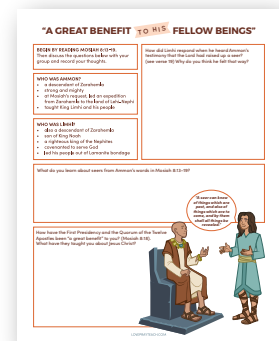 "A GREAT BENEFIT TO HIS FELLOW BEINGS"
BEGIN BY READING MOSIAH 8:13–19.
Then discuss the questions below with your
group and record your thoughts.
WHO WAS AMMON?
• a descendant of Zarahemla
• strong and mighty
• at Mosiah's request, led an expedition
from Zarahemla to the land of Lehi-Nephi
• taught King Limhi and his people
WHO WAS LIMHI?
• also a descendant of Zarahemla
• son of King Noah
• a righteous king of the Nephites
• covenanted to serve God
• led his people out of Lamanite bondage
How did Limhi respond when he heard Ammon's
testimony that the Lord had raised up a seer?
(see verse 19) Why do you think he felt that way?
What do you learn about seers from Ammon's words in Mosiah 8:13–19?
"A seer can know
of things which are
past, and also of
things which are
to come, and by them
shall all things be
revealed."
How have the First Presidency and the Quorum of the Twelve
Apostles been "a great benefit" to you? (Mosiah 8:18).
What have they taught you about Jesus Christ?